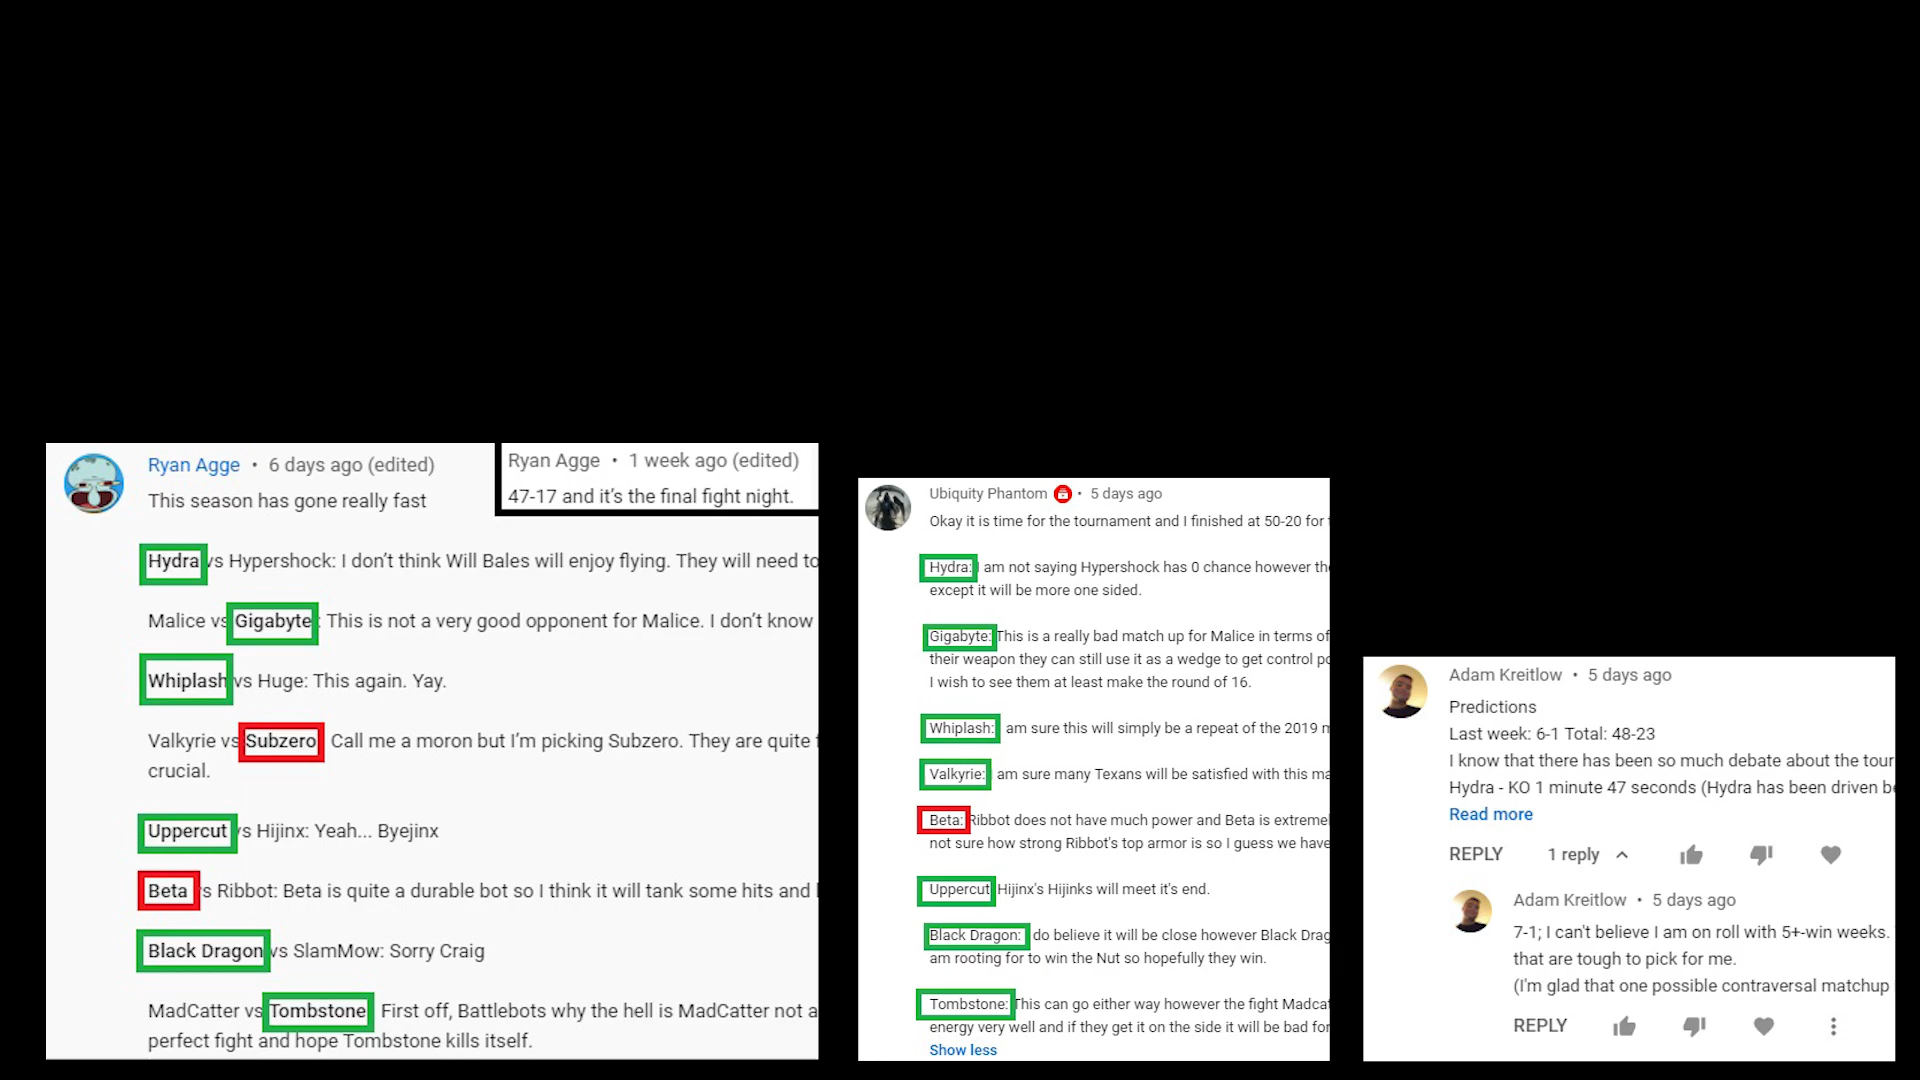 Ryan Agge • 6 days ago (edited)
This season has gone really fast
Ryan Agge • 1 week ago (edited)
47-17 and it's the final fight night.
Hydra vs Hypershock: I don't think Will Bales will enjoy flying. They will need to
Malice vs Gigabyte: This is not a very good opponent for Malice. I don't know
Whiplash vs Huge: This again. Yay.
Valkyrie vs Subzero: Call me a moron but I'm picking Subzero. They are quite
crucial.
Uppercut vs Hijinx: Yeah... Byejinx
Beta vs Ribbot: Beta is quite a durable bot so I think it will tank some hits and
Black Dragon vs SlamMow: Sorry Craig
MadCatter vs Tombstone: First off, Battlebots why the hell is MadCatter not a
perfect fight and hope Tombstone kills itself.
Ubiquity Phantom • 5 days ago
Okay it is time for the tournament and I finished at 50-20 for
Hydra: I am not saying Hypershock has 0 chance however the
except it will be more one sided.
Gigabyte: This is a really bad match up for Malice in terms of
their weapon they can still use it as a wedge to get control
I wish to see them at least make the round of 16.
Whiplash: I am sure this will simply be a repeat of the 2019
Valkyrie: I am sure many Texans will be satisfied with this
Beta: Ribbot does not have much power and Beta is
not sure how strong Ribbot's top armor is so I guess we have
Uppercut: Hijinx's Hijinks will meet it's end.
Black Dragon: I do believe it will be close however Black
am rooting for to win the Nut so hopefully they win.
Tombstone: This can go either way however the fight
energy very well and if they get it on the side it will be bad for
Show less
Adam Kreitlow • 5 days ago
Predictions
Last week: 6-1 Total: 48-23
I know that there has been so much debate about the
Hydra - KO 1 minute 47 seconds (Hydra has been driven
Read more
REPLY 1 reply
Adam Kreitlow • 5 days ago
7-1; I can't believe I am on roll with 5+-win weeks.
that are tough to pick for me.
(I'm glad that one possible contraversal matchup
REPLY